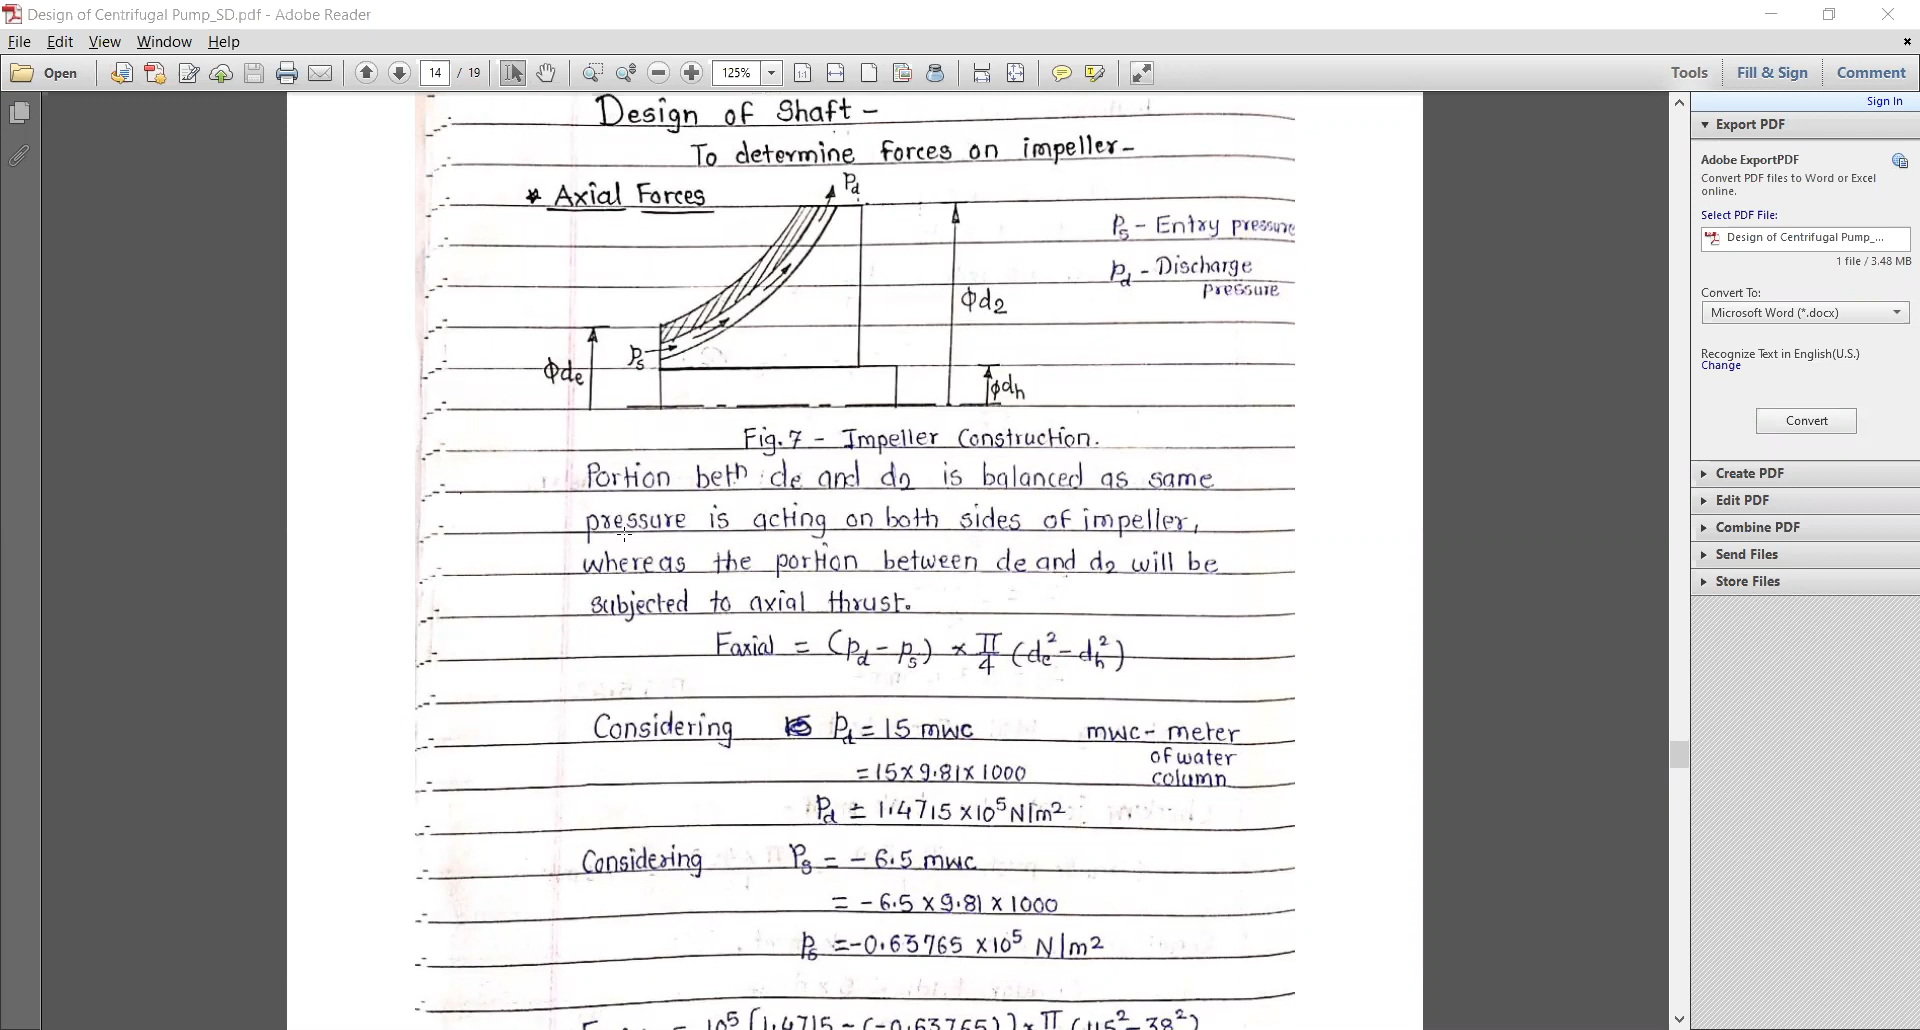 Design of Centrifugal Pump_SD.pdf - Adobe Reader
File Edit View Window Help
Open 14 / 19 125% Tools Fill & Sign Comment
Sign In
Export PDF
Adobe ExportPDF
Convert PDF files to Word or Excel
online.
Select PDF File:
Design of Centrifugal Pump_...
1 file / 3.48 MB
Convert To:
Microsoft Word (*.docx)
Recognize Text in English(U.S.)
Change
Convert
Create PDF
Edit PDF
Combine PDF
Send Files
Store Files
Design of Shaft -
To determine forces on impeller -
* Axial Forces
Pd
Ps - Entry pressure
Pd - Discharge
pressure
ϕd2
Ps
ϕde
ϕdh
Fig. 7 - Impeller Construction.
Portion betⁿ de and d2 is balanced as same
pressure is acting on both sides of impeller,
whereas the portion between de and d2 will be
subjected to axial thrust.
Faxial = (Pd - Ps) × π/4 (de² - dh²)
Considering Pd = 15 mwc mwc - meter
of water
column
= 15 × 9.81 × 1000
Pd = 1.4715 × 10⁵ N/m²
Considering Ps = - 6.5 mwc
= - 6.5 × 9.81 × 1000
Ps = -0.63765 × 10⁵ N/m²